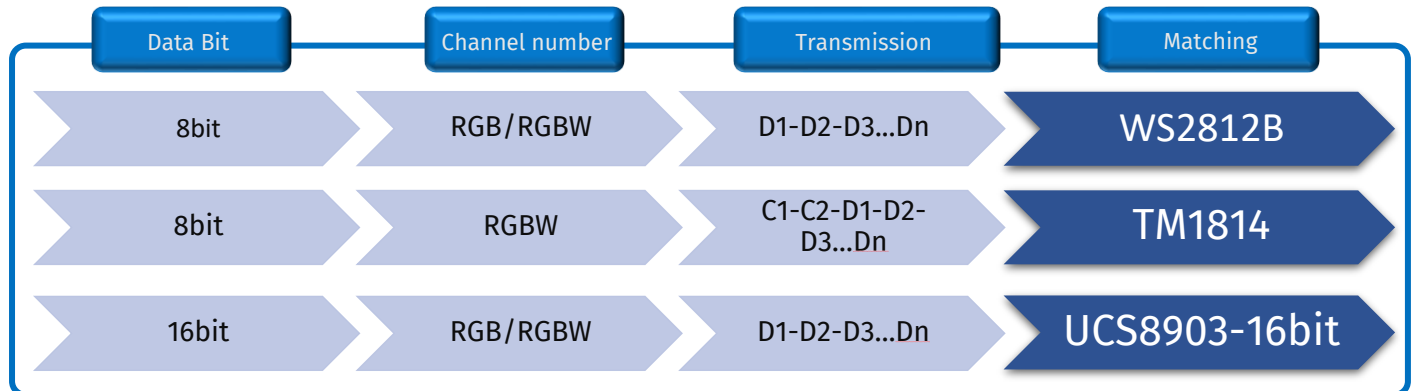 Data Bit
Channel number
Transmission
Matching
8bit
RGB/RGBW
D1-D2-D3...Dn
WS2812B
8bit
RGBW
C1-C2-D1-D2-
D3...Dn
TM1814
16bit
RGB/RGBW
D1-D2-D3...Dn
UCS8903-16bit